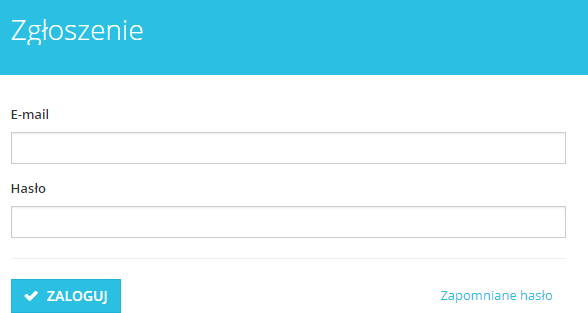 Zgłoszenie
E-mail
Hasło
ZALOGUJ
Zapomniane hasło